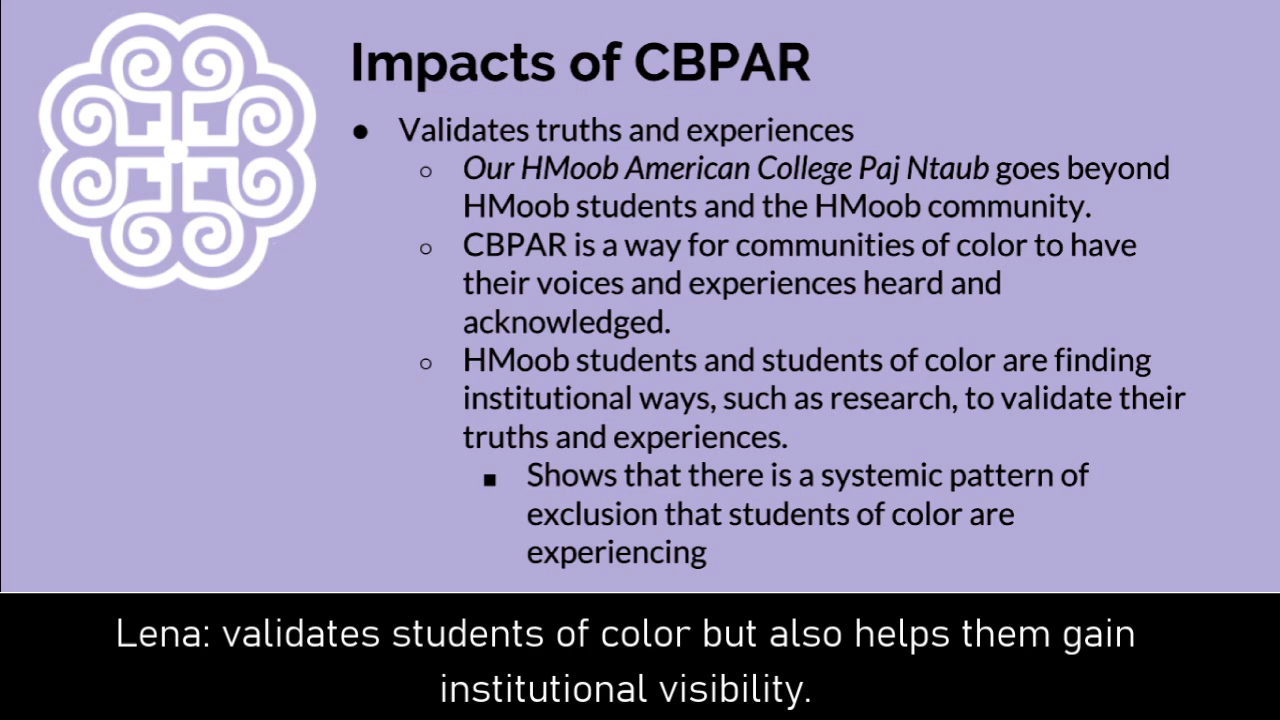 Impacts of CBPAR
● Validates truths and experiences
○ Our HMoob American College Paj Ntaub goes beyond
HMoob students and the HMoob community.
○ CBPAR is a way for communities of color to have
their voices and experiences heard and
acknowledged.
○ HMoob students and students of color are finding
institutional ways, such as research, to validate their
truths and experiences.
■ Shows that there is a systemic pattern of
exclusion that students of color are
experiencing
Lena: validates students of color but also helps them gain
institutional visibility.